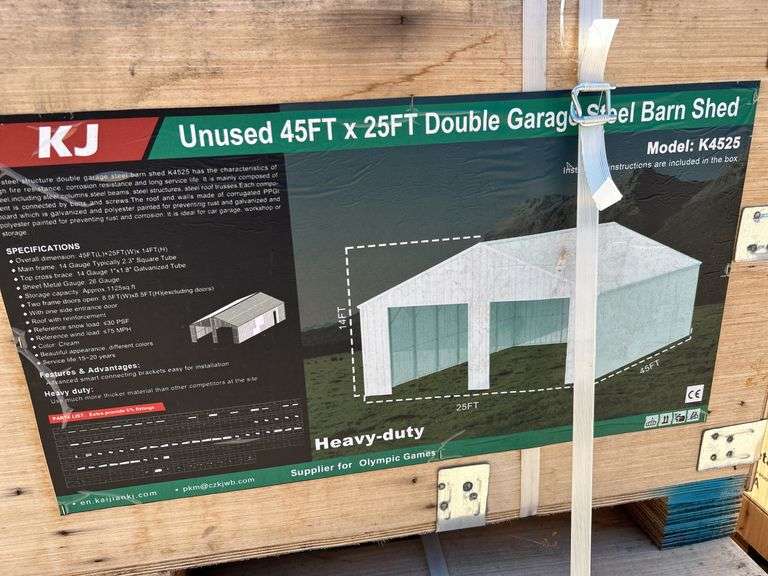 KJ
Unused 45FT x 25FT Double Garage Steel Barn Shed
Model: K4525
instructions are included in the box
steel structure double garage steel barn shed K4525 has the characteristics of
fire resistance, corrosion resistance and long service life. It is mainly composed of
steel, including steel columns, steel beams, steel structures, steel roof trusses. Each compo-
is connected by bolts and screws. The roof and walls made of corrugated PPGI
board which is galvanized and polyester painted for preventing rust and galvanized and
polyester painted for preventing rust and corrosion. It is ideal for car garage, workshop or
storage.
SPECIFICATIONS
• Overall dimension: 45FT(L)×25FT(W)× 14FT(H)
• Main frame: 14 Gauge Typically 2.3" Square Tube
• Top cross brace: 14 Gauge 1"x1.8" Galvanized Tube
• Sheet Metal Gauge: 26 Gauge
• Storage capacity: Approx.1125sq.ft
• Two frame doors open: 8.5FT(W)x8.5FT(H)(excluding doors)
• With one side entrance door
• Roof with reinforcement
• Reference snow load: ≤30 PSF
• Reference wind load: ≤75 MPH
• Color: Cream
• Beautiful appearance, different colors
• Service life 15~20 years
Features & Advantages:
Advanced smart connecting brackets easy for installation
Heavy duty:
Use much more thicker material than other competitors at the site
PARTS LIST Extra provide 5% fittings
14FT
25FT
45FT
CE
Heavy-duty
Supplier for Olympic Games
• en.kaijiankj.com • pkm@czkjwb.com